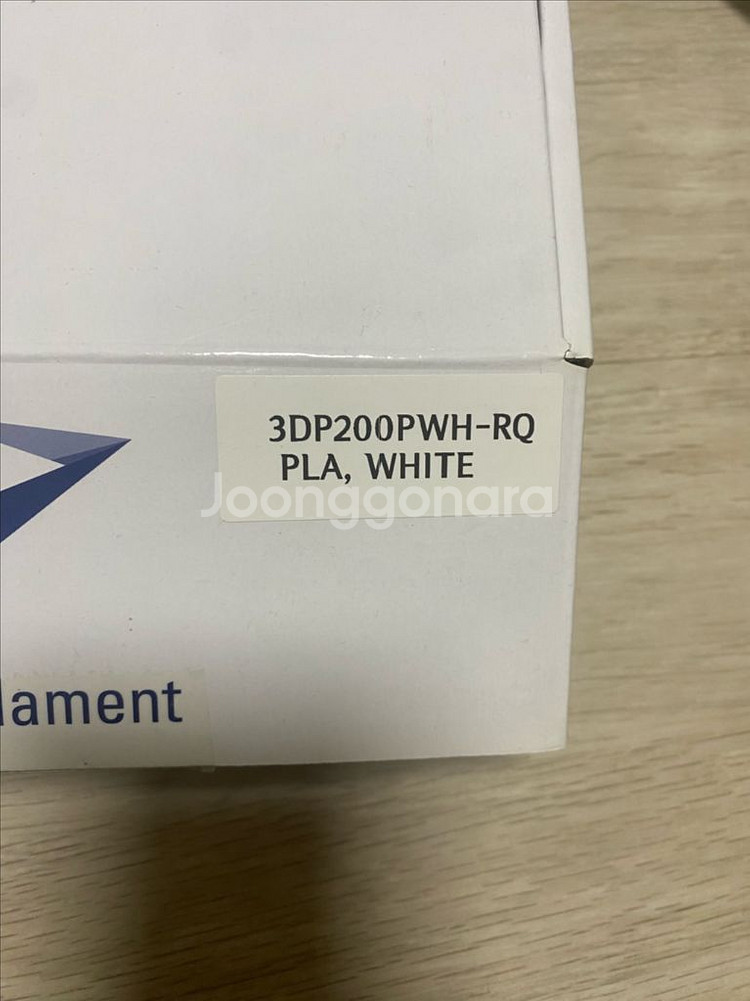 3DP200PWH-RQ
PLA, WHITE
Joonggonara
lament